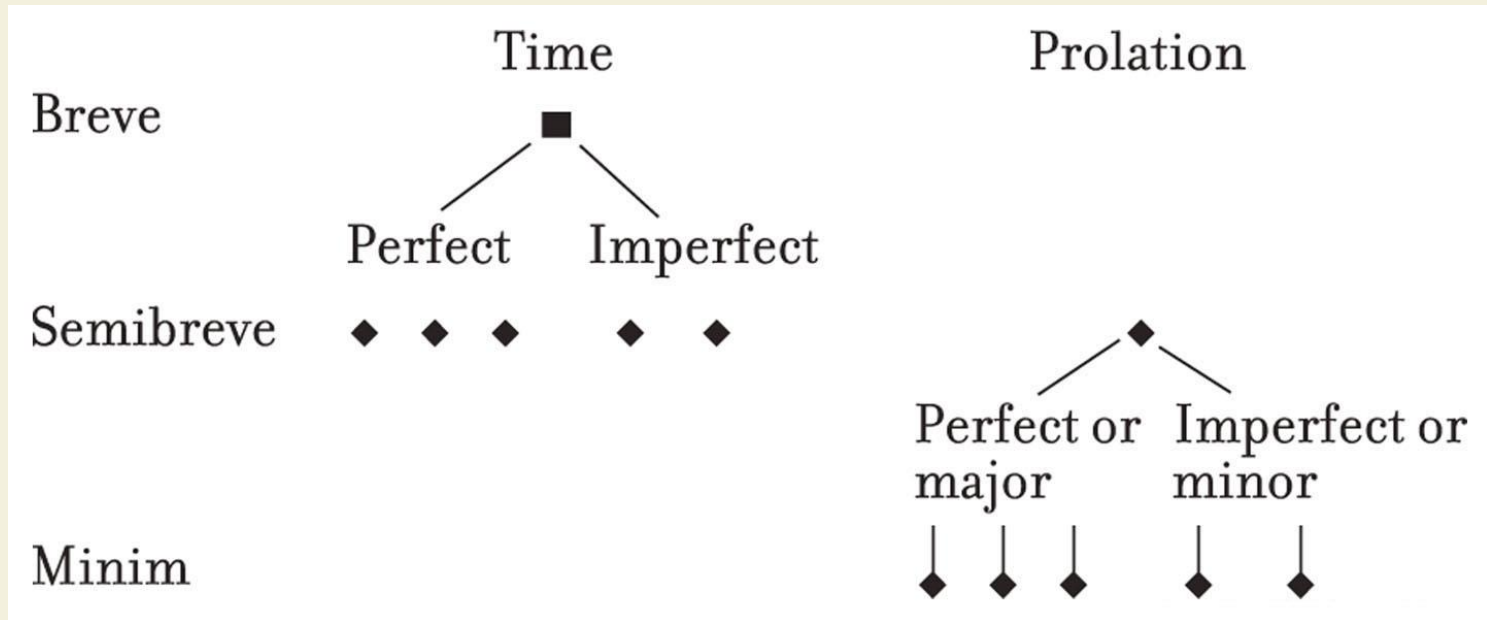 Time Prolation
Breve
Perfect Imperfect
Semibreve
Perfect or Imperfect or
major minor
Minim